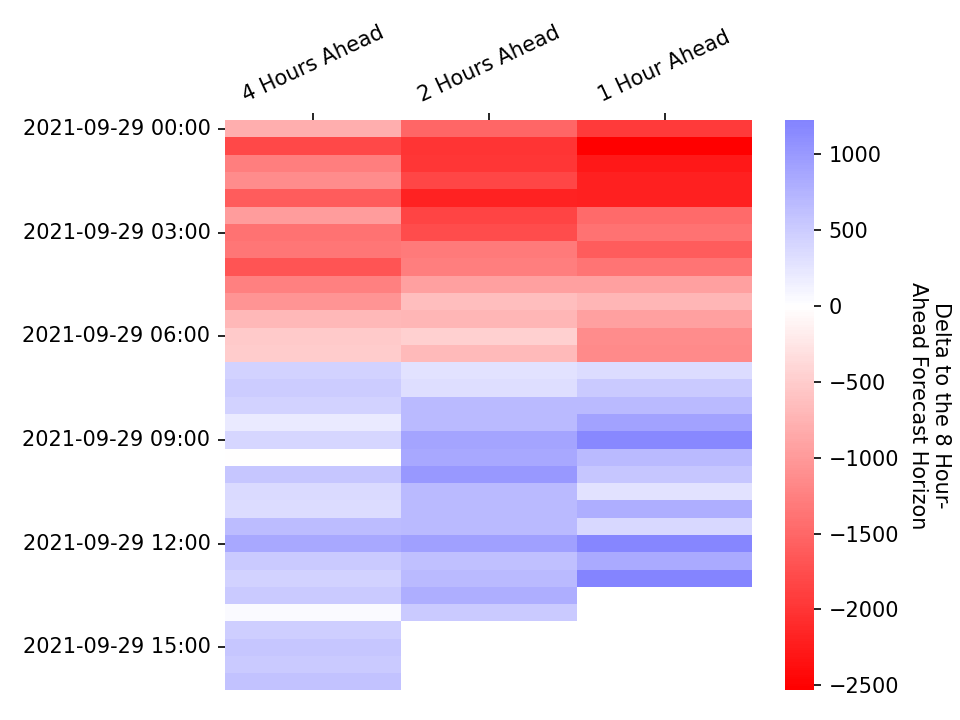 4 Hours Ahead
2 Hours Ahead
1 Hour Ahead
2021-09-29 00:00
2021-09-29 03:00
2021-09-29 06:00
2021-09-29 09:00
2021-09-29 12:00
2021-09-29 15:00
1000
500
0
−500
−1000
−1500
−2000
−2500
Delta to the 8 Hour-
Ahead Forecast Horizon